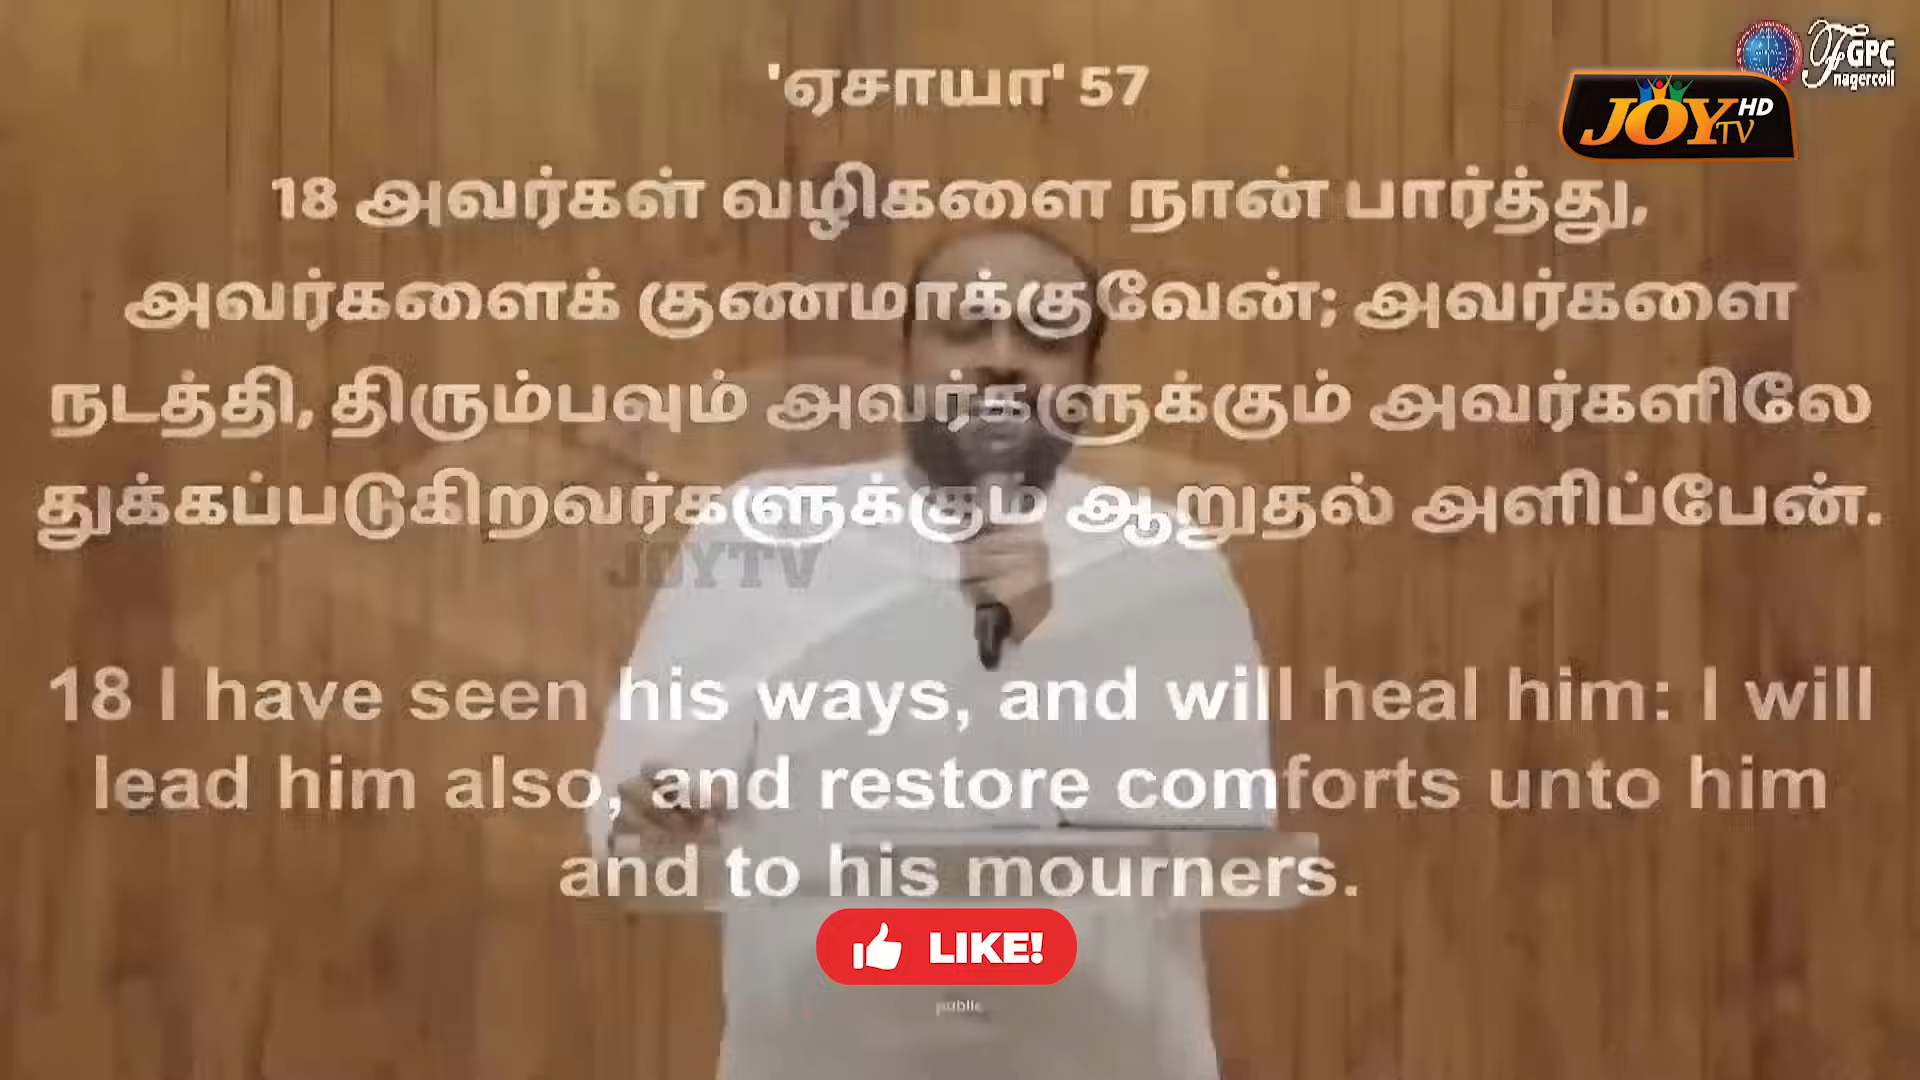 'ஏசாயா' 57
FGPC
nagercoil
JOY TV HD
18 அவர்கள் வழிகளை நான் பார்த்து,
அவர்களைக் குணமாக்குவேன்; அவர்களை
நடத்தி, திரும்பவும் அவர்களுக்கும் அவர்களிலே
துக்கப்படுகிறவர்களுக்கும் ஆறுதல் அளிப்பேன்.
JOYTV
18 I have seen his ways, and will heal him: I will
lead him also, and restore comforts unto him
and to his mourners.
LIKE!
public